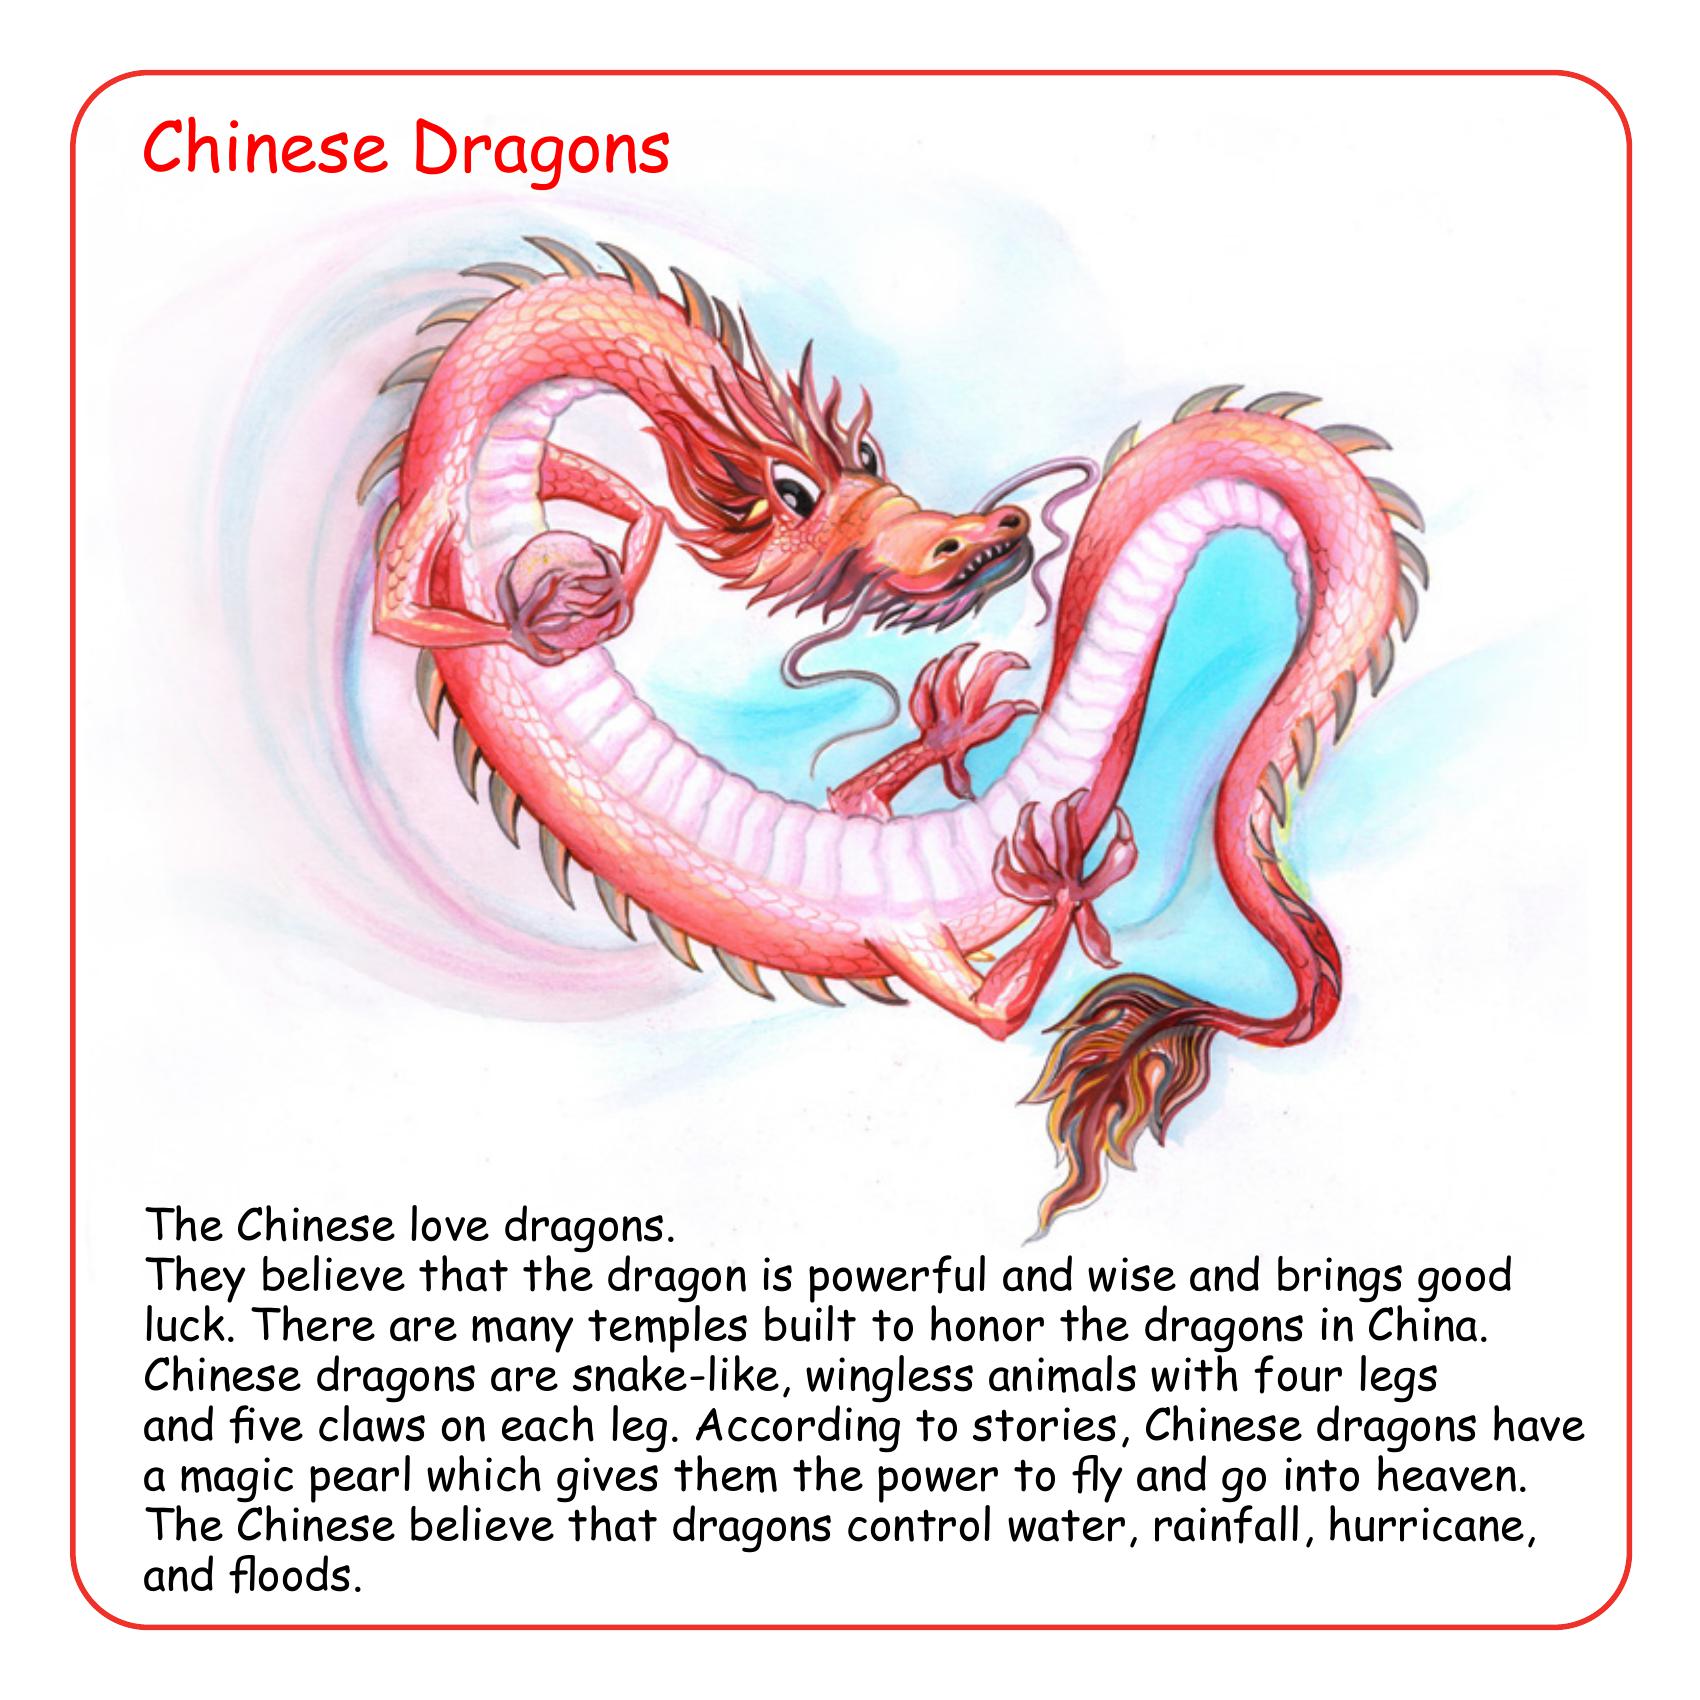 Chinese Dragons
The Chinese love dragons.
They believe that the dragon is powerful and wise and brings good
luck. There are many temples built to honor the dragons in China.
Chinese dragons are snake-like, wingless animals with four legs
and five claws on each leg. According to stories, Chinese dragons have
a magic pearl which gives them the power to fly and go into heaven.
The Chinese believe that dragons control water, rainfall, hurricane,
and floods.